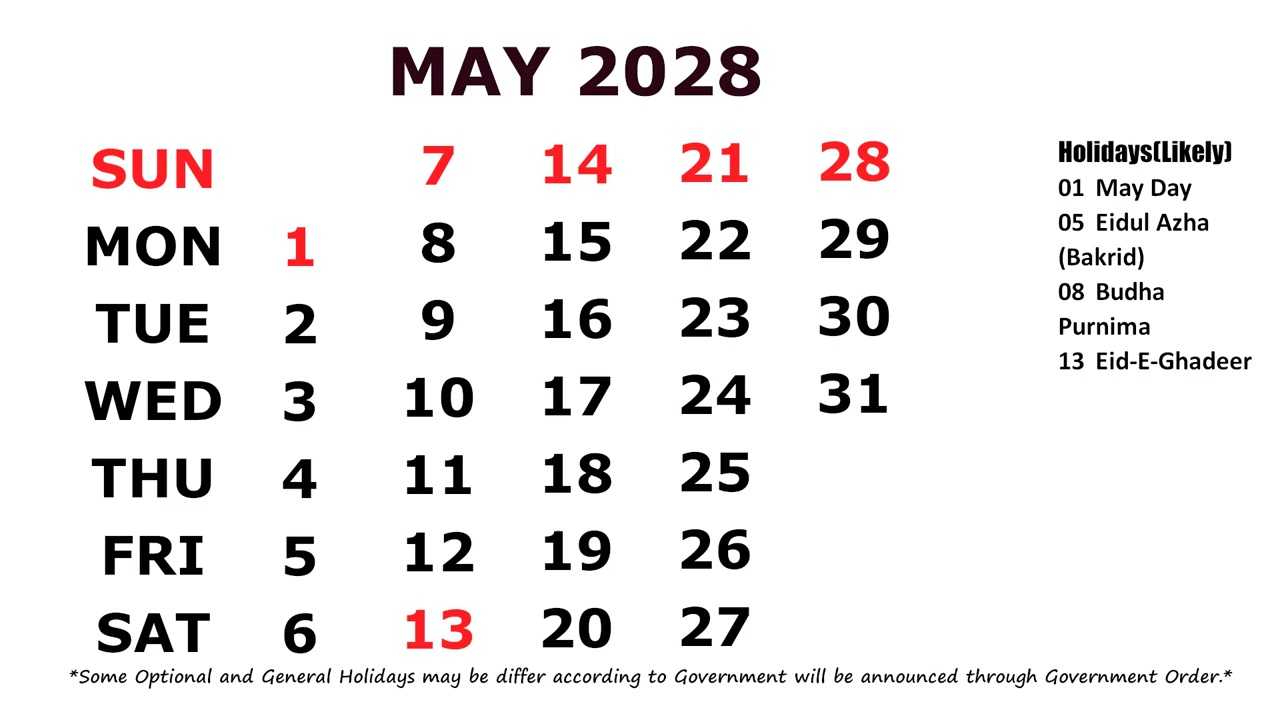 MAY 2028
SUN 7 14 21 28
MON 1 8 15 22 29
TUE 2 9 16 23 30
WED 3 10 17 24 31
THU 4 11 18 25
FRI 5 12 19 26
SAT 6 13 20 27
Holidays(Likely)
01 May Day
05 Eidul Azha
(Bakrid)
08 Budha
Purnima
13 Eid-E-Ghadeer
*Some Optional and General Holidays may be differ according to Government will be announced through Government Order.*